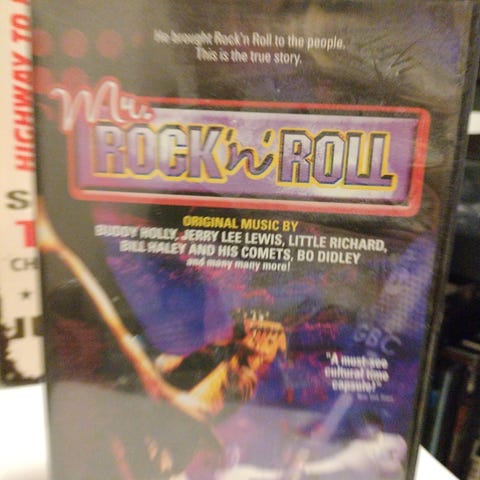 He brought Rock'n Roll to the people.
This is the true story.
Mr.
ROCK 'n' ROLL
ORIGINAL MUSIC BY
BUDDY HOLLY, JERRY LEE LEWIS, LITTLE RICHARD,
BILL HALEY AND HIS COMETS, BO DIDLEY
and many many more!
GBC
"A must-see
cultural time
capsule!"
HIGHWAY TO
S
CH